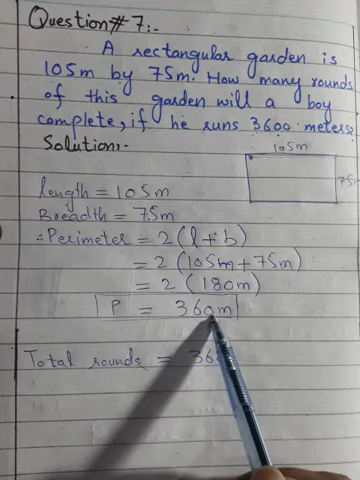 Question# 7:-
A rectangular garden is
105m by 75m. How many rounds
of this garden will a boy
complete, if he runs 3600 meters?
Solution:-
105m
75m
length = 105m
Breadth = 75m
∴ Perimeter = 2(l+b)
= 2(105m+75m)
= 2(180m)
P = 360m
Total rounds = 36